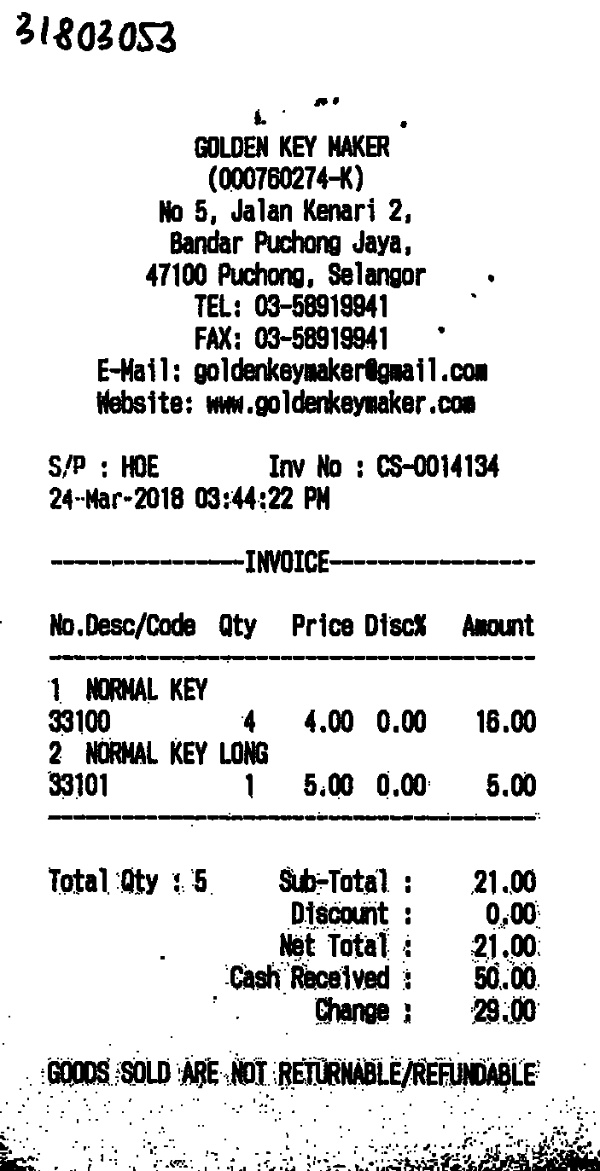 31803053
GOLDEN KEY MAKER
(000760274-K)
No 5, Jalan Kenari 2,
Bandar Puchong Jaya,
47100 Puchong, Selangor
TEL: 03-58919941
FAX: 03-58919941
E-Mail: goldenkeymaker@gmail.com
Website: www.goldenkeymaker.com
S/P : HOE Inv No : CS-0014134
24-Mar-2018 03:44:22 PM
----------------INVOICE-----------------
No.Desc/Code Qty Price Disc% Amount
1 NORMAL KEY
33100 4 4.00 0.00 16.00
2 NORMAL KEY LONG
33101 1 5.00 0.00 5.00
Total Qty : 5 Sub-Total : 21.00
Discount : 0.00
Net Total : 21.00
Cash Received : 50.00
Change : 29.00
GOODS SOLD ARE NOT RETURNABLE/REFUNDABLE